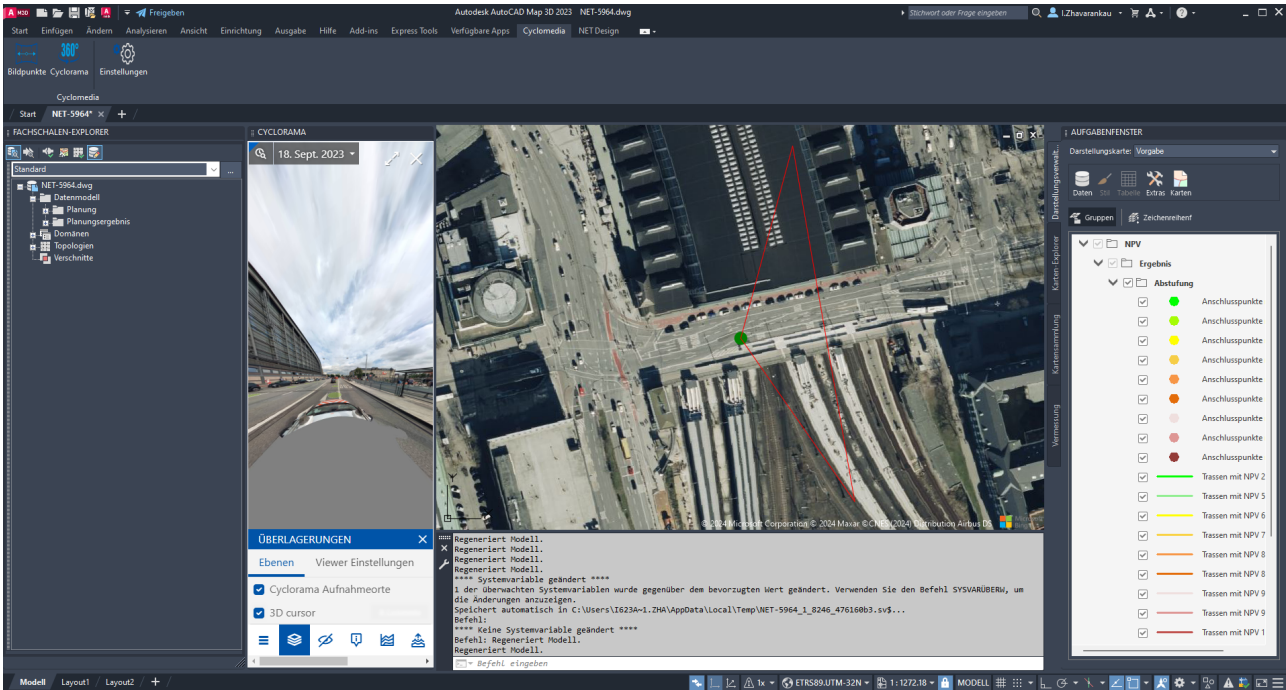 A M3D Freigeben Autodesk AutoCAD Map 3D 2023 NET-5964.dwg Stichwort oder Frage eingeben I.Zhavarankau
Start Einfügen Ändern Analysieren Ansicht Einrichtung Ausgabe Hilfe Add-ins Express Tools Verfügbare Apps Cyclomedia NET Design
360°
Bildpunkte Cyclorama Einstellungen
Cyclomedia
Start NET-5964*
FACHSCHALEN-EXPLORER
Standard
...
NET-5964.dwg
Datenmodell
Planung
Planungsergebnis
Domänen
Topologien
Verschnitte
CYCLORAMA
18. Sept. 2023
ÜBERLAGERUNGEN
Ebenen Viewer Einstellungen
Cyclorama Aufnahmeorte
3D cursor
© 2024 Microsoft Corporation © 2024 Maxar ©CNES (2024) Distribution Airbus DS
Regeneriert Modell.
Regeneriert Modell.
Regeneriert Modell.
Regeneriert Modell.
**** Systemvariable geändert ****
1 der überwachten Systemvariablen wurde gegenüber dem bevorzugten Wert geändert. Verwenden Sie den Befehl SYSVARÜBERW, um
die Änderungen anzuzeigen.
Speichert automatisch in C:\Users\I623A~1.ZHA\AppData\Local\Temp\NET-5964_1_8246_476160b3.sv$...
Befehl:
**** Keine Systemvariable geändert ****
Befehl: Regeneriert Modell.
Regeneriert Modell.
Befehl eingeben
Darstellungsverwalt...
Karten-Explorer
Kartensammlung
Vermessung
AUFGABENFENSTER
Darstellungskarte: Vorgabe
Daten Stil Tabelle Extras Karten
Gruppen Zeichenreihenf
NPV
Ergebnis
Abstufung
Anschlusspunkte
Anschlusspunkte
Anschlusspunkte
Anschlusspunkte
Anschlusspunkte
Anschlusspunkte
Anschlusspunkte
Anschlusspunkte
Anschlusspunkte
Trassen mit NPV 2
Trassen mit NPV 5
Trassen mit NPV 6
Trassen mit NPV 7
Trassen mit NPV 8
Trassen mit NPV 8
Trassen mit NPV 9
Trassen mit NPV 9
Trassen mit NPV 1
Modell Layout1 Layout2 + 1x ETRS89.UTM-32N 1:1272.18 MODELL